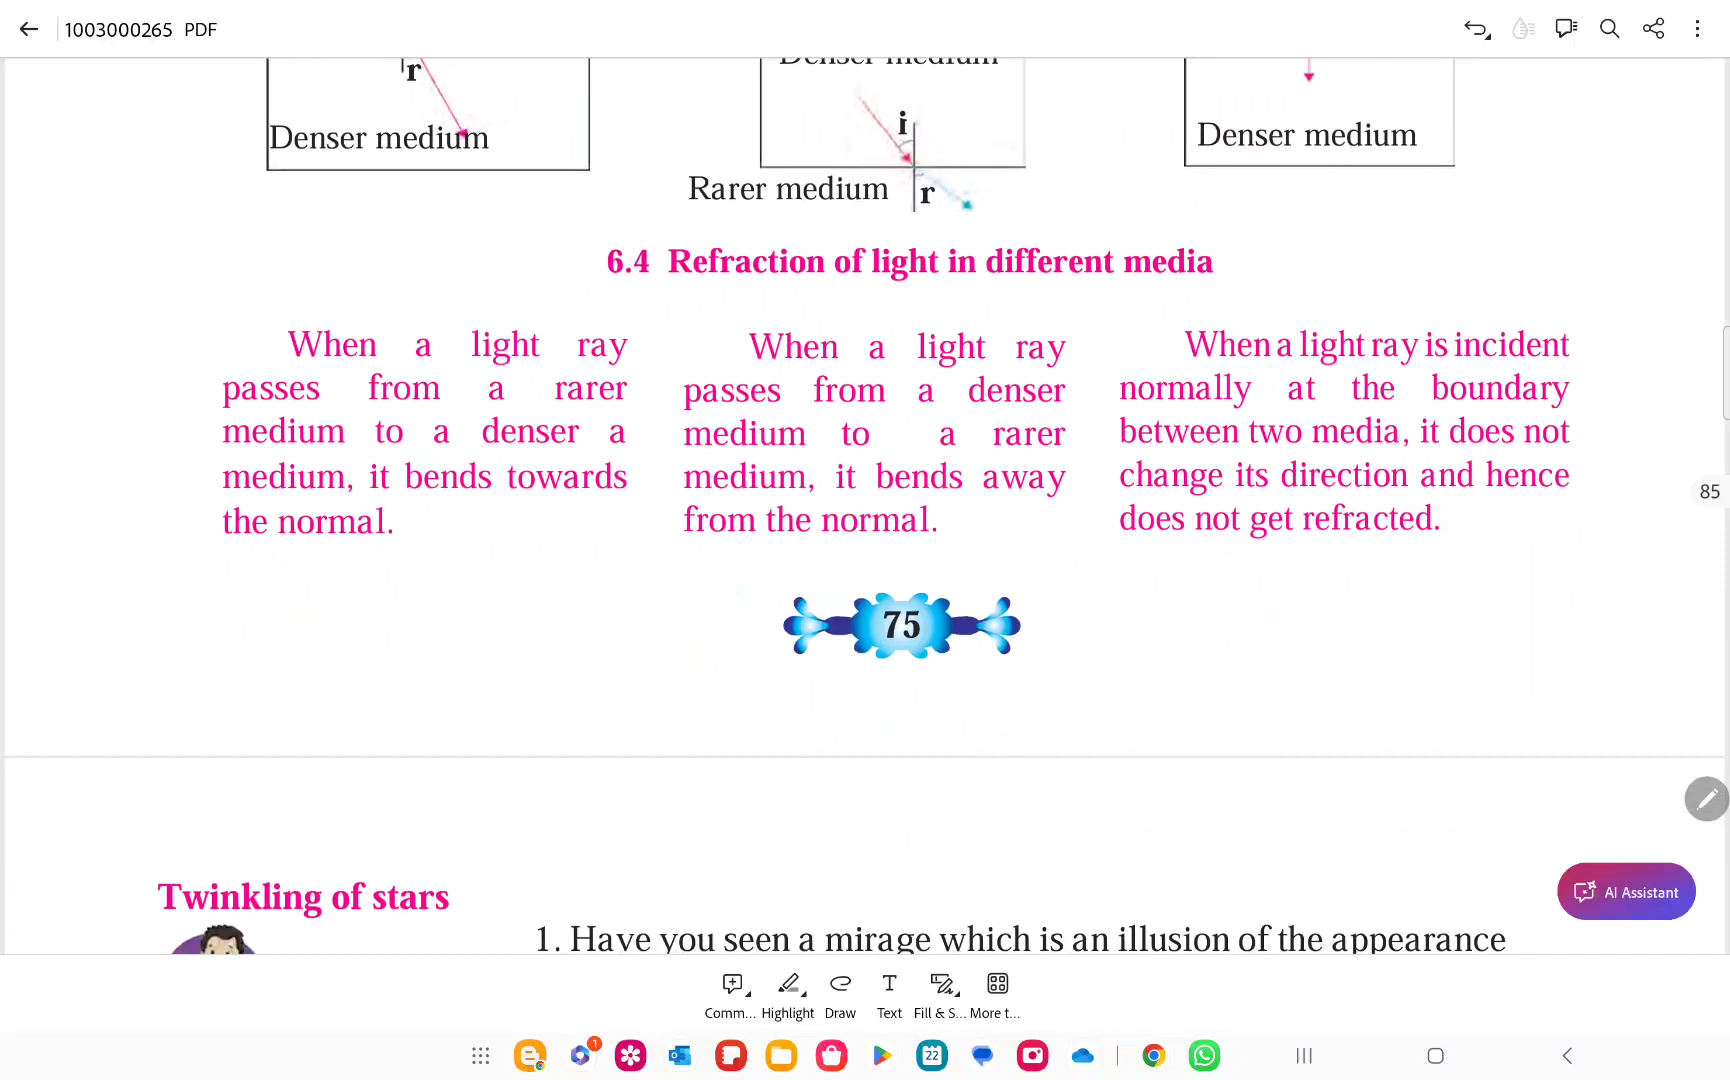 1003000265 PDF
r
Denser medium
Denser medium
i
Rarer medium
r
Denser medium
6.4 Refraction of light in different media
When a light ray
passes from a rarer
medium to a denser a
medium, it bends towards
the normal.
When a light ray
passes from a denser
medium to a rarer
medium, it bends away
from the normal.
When a light ray is incident
normally at the boundary
between two media, it does not
change its direction and hence
does not get refracted.
85
75
Twinkling of stars
AI Assistant
1. Have you seen a mirage which is an illusion of the appearance
Comm... Highlight Draw Text Fill & S... More t...
1
22